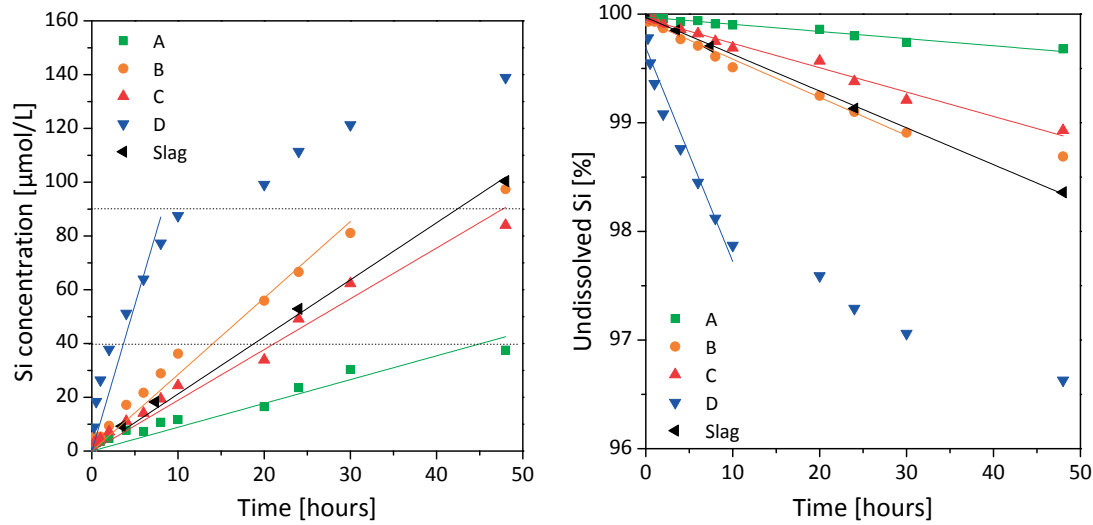 Si concentration [μmol/L]
160
140
120
100
80
60
40
20
0
A
B
C
D
Slag
0 10 20 30 40 50
Time [hours]
Undissolved Si [%]
100
99
98
97
96
A
B
C
D
Slag
0 10 20 30 40 50
Time [hours]